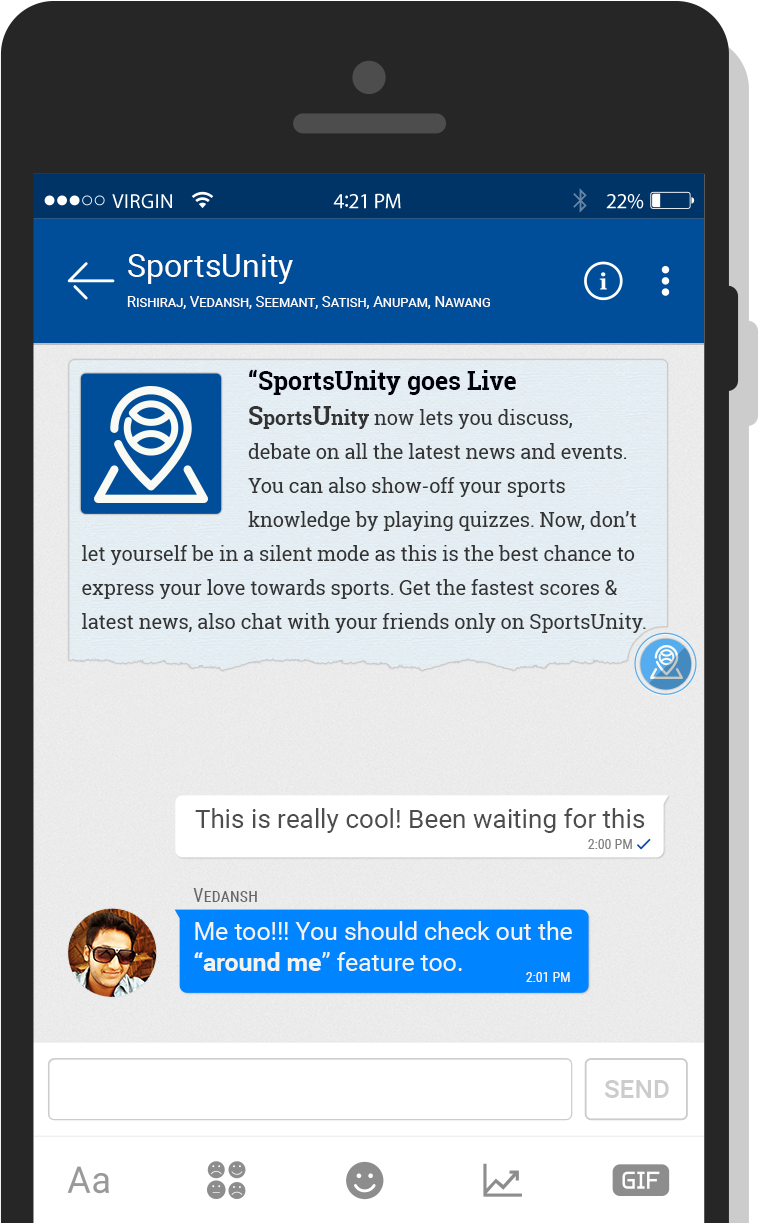 VIRGIN 4:21 PM 22%
SportsUnity
Rishiraj, Vedansh, Seemant, Satish, Anupam, Nawang
“SportsUnity goes Live
SportsUnity now lets you discuss,
debate on all the latest news and events.
You can also show-off your sports
knowledge by playing quizzes. Now, don’t
let yourself be in a silent mode as this is the best chance to
express your love towards sports. Get the fastest scores &
latest news, also chat with your friends only on SportsUnity.
This is really cool! Been waiting for this
2:00 PM
Vedansh
Me too!!! You should check out the
“around me” feature too.
2:01 PM
SEND
Aa GIF